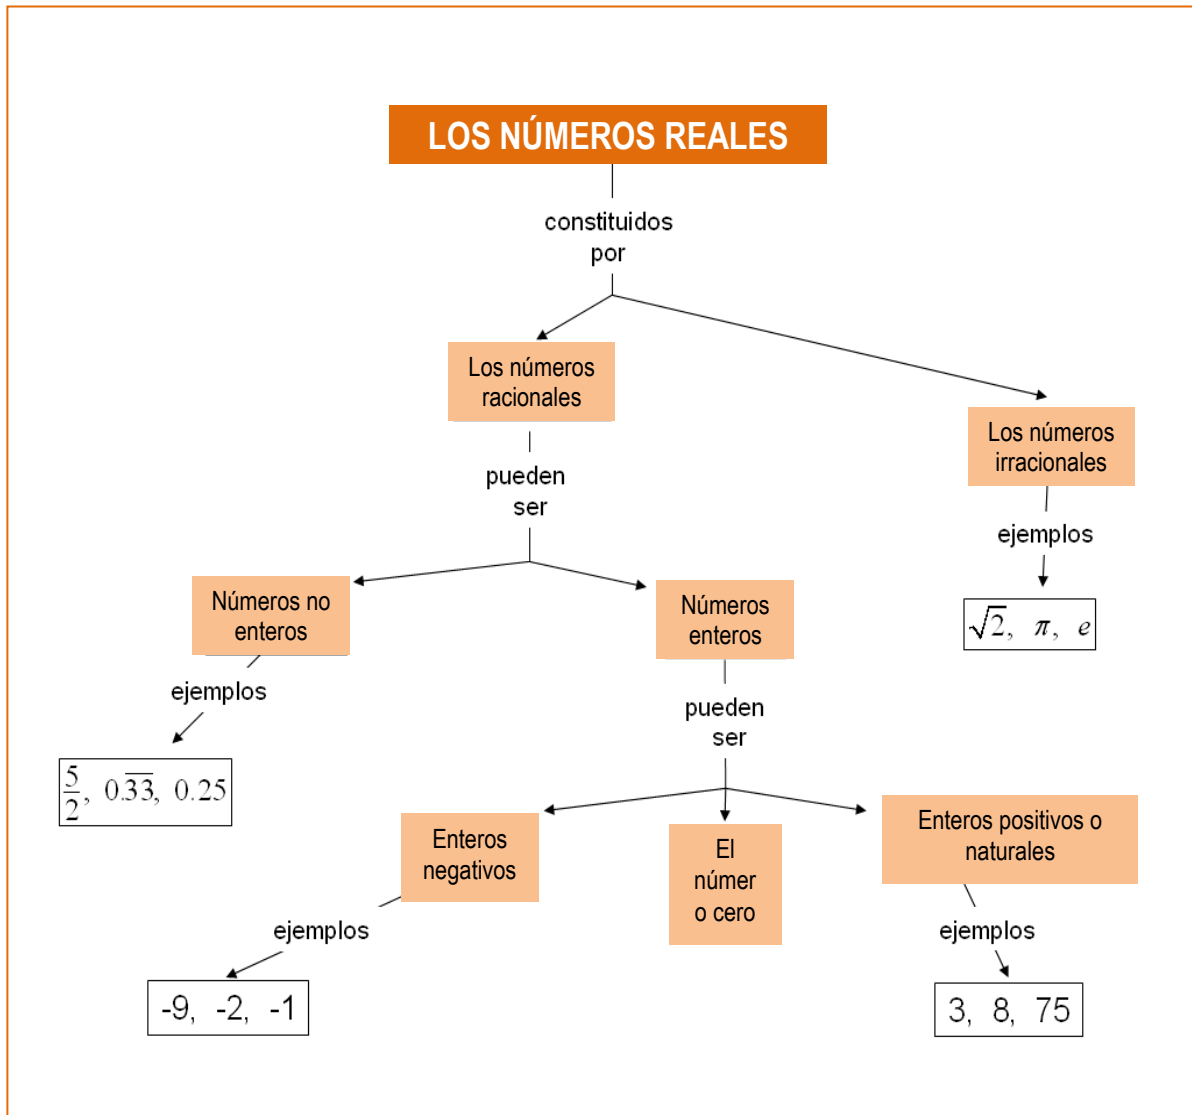 LOS NÚMEROS REALES
constituidos
por
Los números
racionales
Los números
irracionales
pueden
ser
ejemplos
Números no
enteros
Números
enteros
√2, π, e
ejemplos
pueden
ser
5/2, 0.3̅3̅, 0.25
Enteros
negativos
El
númer
o cero
Enteros positivos o
naturales
ejemplos
ejemplos
-9, -2, -1
3, 8, 75